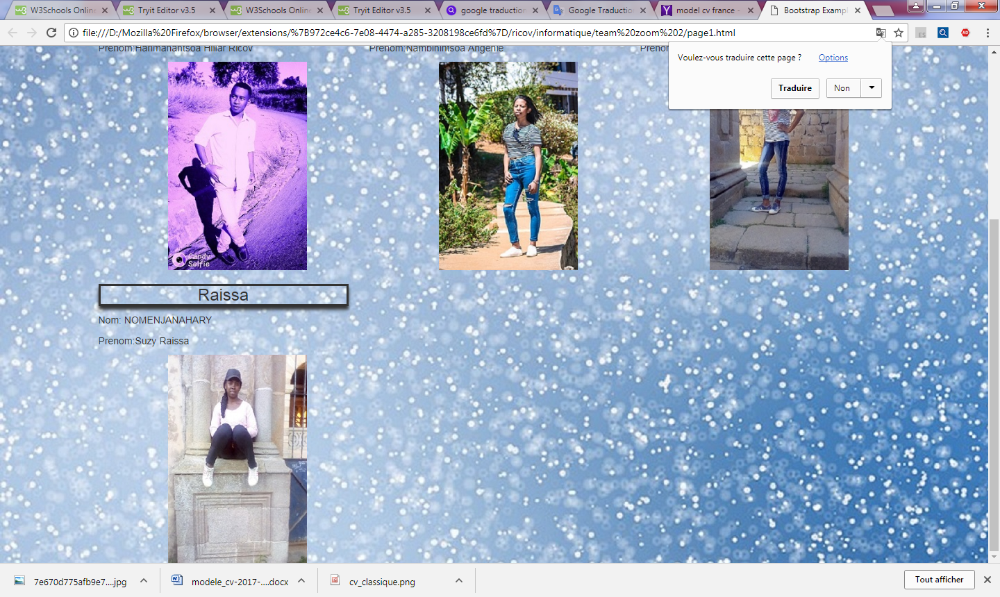 W3Schools Online
Tryit Editor v3.5
W3Schools Online
Tryit Editor v3.5
google traduction
Google Traduction
model cv france -
Bootstrap Exampl
file:///D:/Mozilla%20Firefox/browser/extensions/%7B972ce4c6-7e08-4474-a285-3208198ce6fd%7D/ricov/informatique/team%20zoom%202/page1.html
Voulez-vous traduire cette page ? Options
Traduire Non
Prenom:Harimanantsoa Hillar Ricov
Prenom:Nambinintsoa Angenie
Preno
Candy
Selfie
Raissa
Nom: NOMENJANAHARY
Prenom:Suzy Raissa
7e670d775afb9e7....jpg
modele_cv-2017-....docx
cv_classique.png
Tout afficher